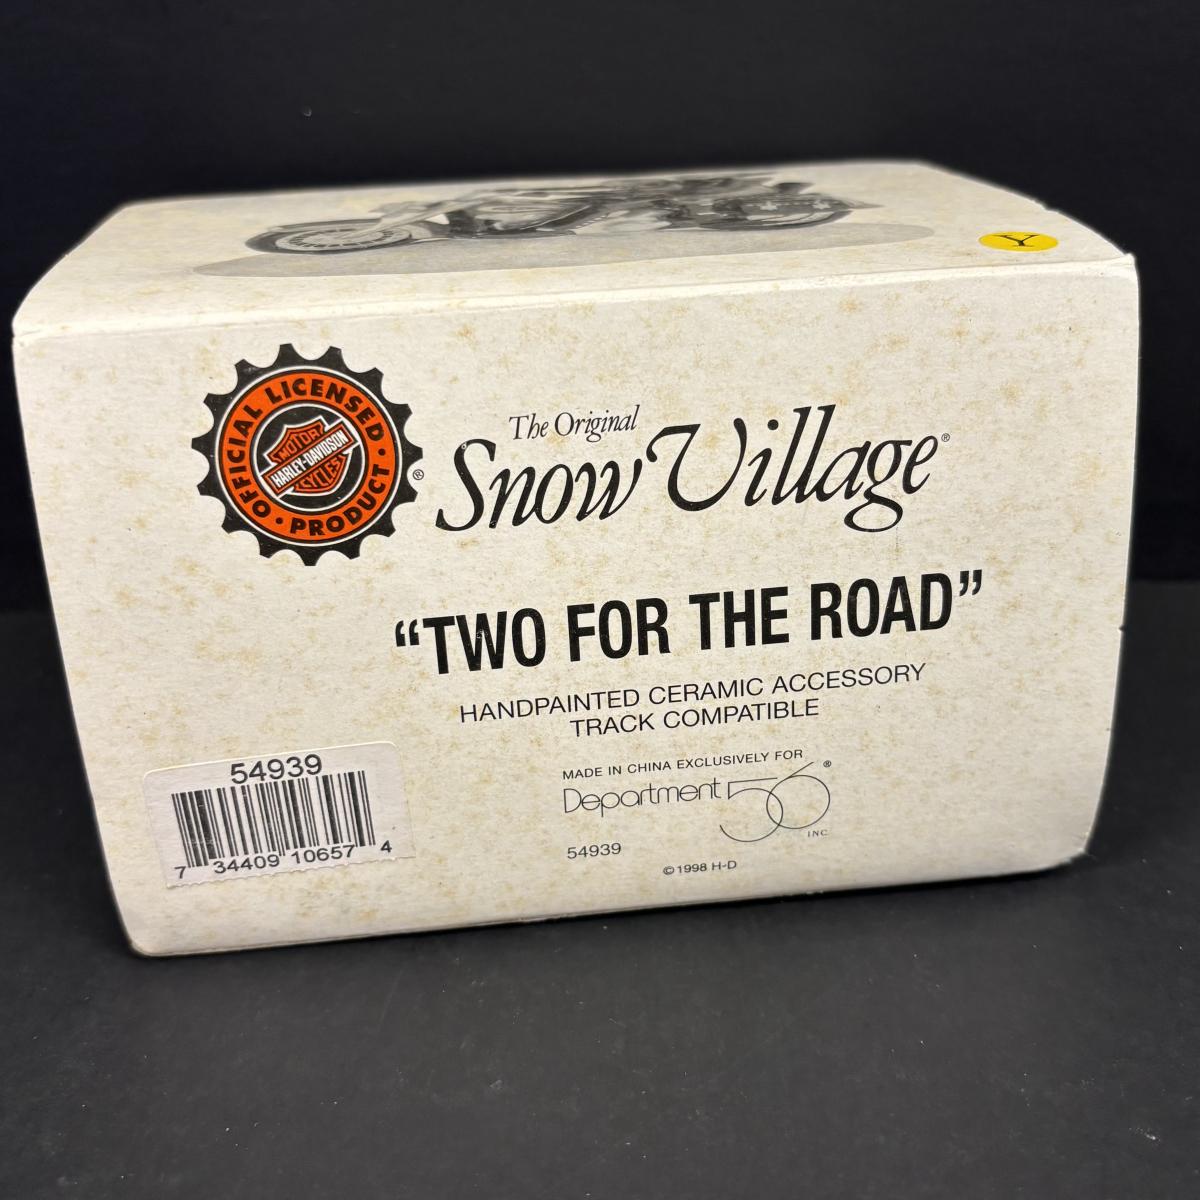 Y
OFFICIAL LICENSED
MOTOR
HARLEY-DAVIDSON
CYCLES
PRODUCT
®
The Original
Snow Village®
“TWO FOR THE ROAD”
HANDPAINTED CERAMIC ACCESSORY
TRACK COMPATIBLE
MADE IN CHINA EXCLUSIVELY FOR
Department 56®
INC.
54939
©1998 H-D
54939
7 34409 10657 4